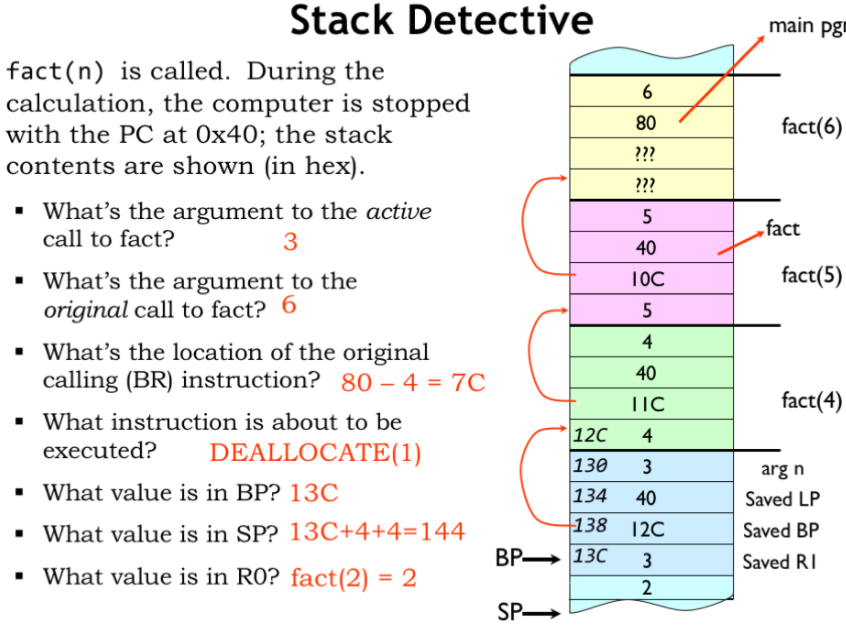 Stack Detective
fact(n) is called. During the
calculation, the computer is stopped
with the PC at 0x40; the stack
contents are shown (in hex).
▪ What's the argument to the active
call to fact? 3
▪ What's the argument to the
original call to fact? 6
▪ What's the location of the original
calling (BR) instruction? 80 – 4 = 7C
▪ What instruction is about to be
executed? DEALLOCATE(1)
▪ What value is in BP? 13C
▪ What value is in SP? 13C+4+4=144
▪ What value is in R0? fact(2) = 2
main pgr
6
80
???
???
fact(6)
5
40
10C
5
fact
fact(5)
4
40
11C
12C 4
fact(4)
130 3 arg n
134 40 Saved LP
138 12C Saved BP
BP 13C 3 Saved R1
2
SP